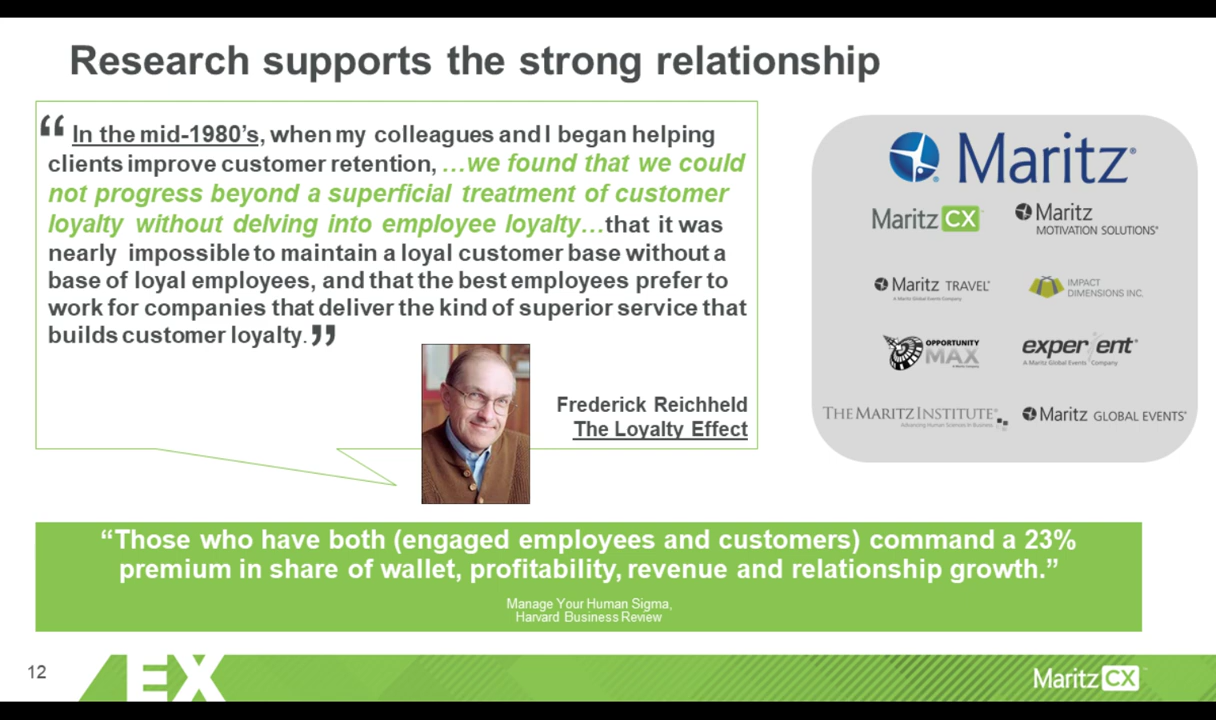 Research supports the strong relationship
“ In the mid-1980’s, when my colleagues and I began helping
clients improve customer retention, …we found that we could
not progress beyond a superficial treatment of customer
loyalty without delving into employee loyalty…that it was
nearly impossible to maintain a loyal customer base without a
base of loyal employees, and that the best employees prefer to
work for companies that deliver the kind of superior service that
builds customer loyalty.”
Frederick Reichheld
The Loyalty Effect
Maritz®
Maritz CX
Maritz
MOTIVATION SOLUTIONS®
Maritz TRAVEL®
A Maritz Global Events Company
IMPACT
DIMENSIONS INC.
OPPORTUNITY
MAX
A Maritz Company
experient®
A Maritz Global Events Company
THE MARITZ INSTITUTE®
Advancing Human Sciences in Business
Maritz GLOBAL EVENTS®
“Those who have both (engaged employees and customers) command a 23%
premium in share of wallet, profitability, revenue and relationship growth.”
Manage Your Human Sigma,
Harvard Business Review
12
EX
Maritz CX